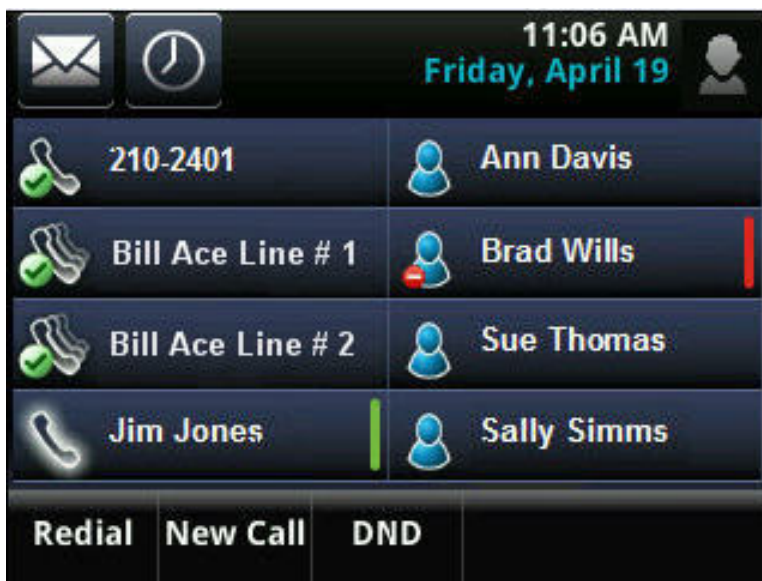 11:06 AM
Friday, April 19
210-2401
Ann Davis
Bill Ace Line # 1
Brad Wills
Bill Ace Line # 2
Sue Thomas
Jim Jones
Sally Simms
Redial
New Call
DND